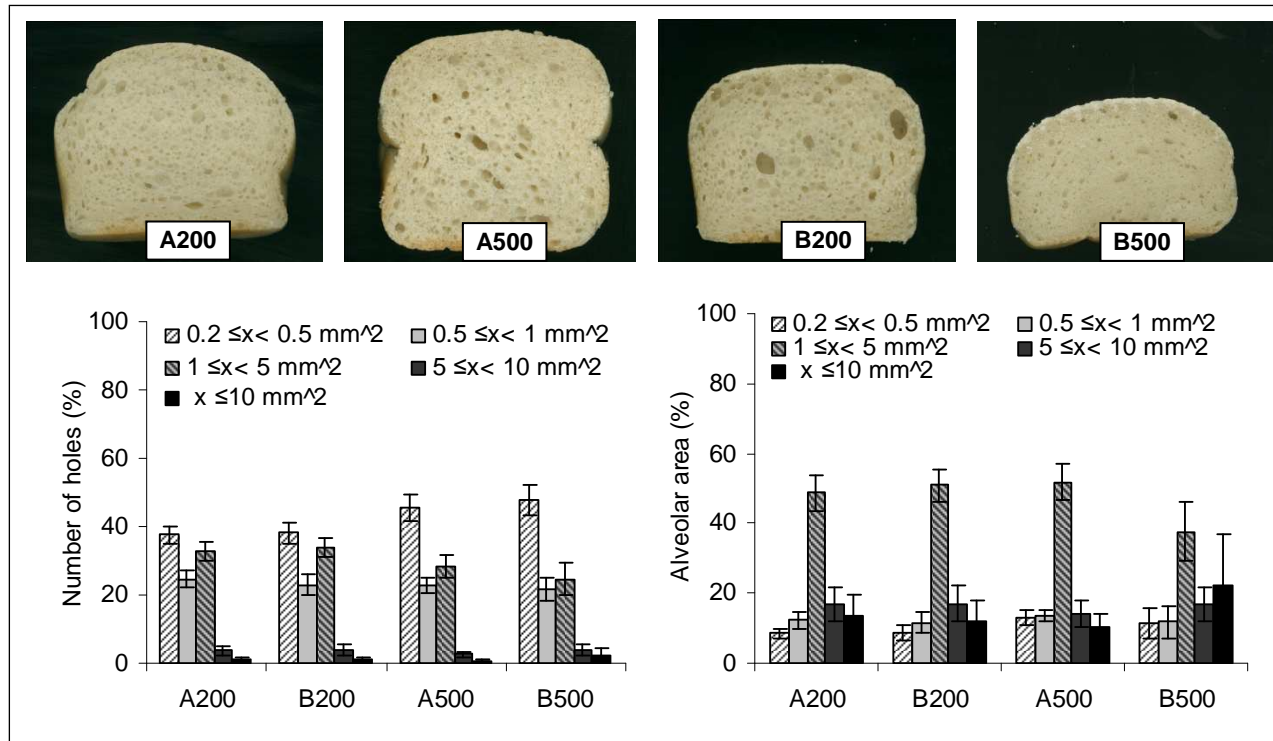 A200
A500
B200
B500
100
80
60
40
20
0
Number of holes (%)
0.2 ≤x< 0.5 mm^2
0.5 ≤x< 1 mm^2
1 ≤x< 5 mm^2
5 ≤x< 10 mm^2
x ≤10 mm^2
A200
B200
A500
B500
100
80
60
40
20
0
Alveolar area (%)
0.2 ≤x< 0.5 mm^2
0.5 ≤x< 1 mm^2
1 ≤x< 5 mm^2
5 ≤x< 10 mm^2
x ≤10 mm^2
A200
B200
A500
B500